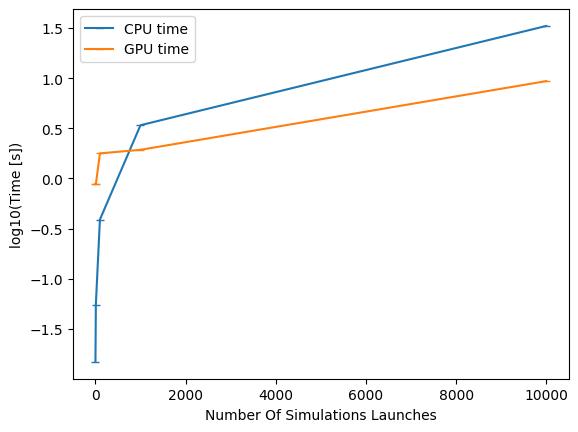 CPU time
GPU time
1.5
1.0
0.5
0.0
−0.5
−1.0
−1.5
log10(Time [s])
0 2000 4000 6000 8000 10000
Number Of Simulations Launches